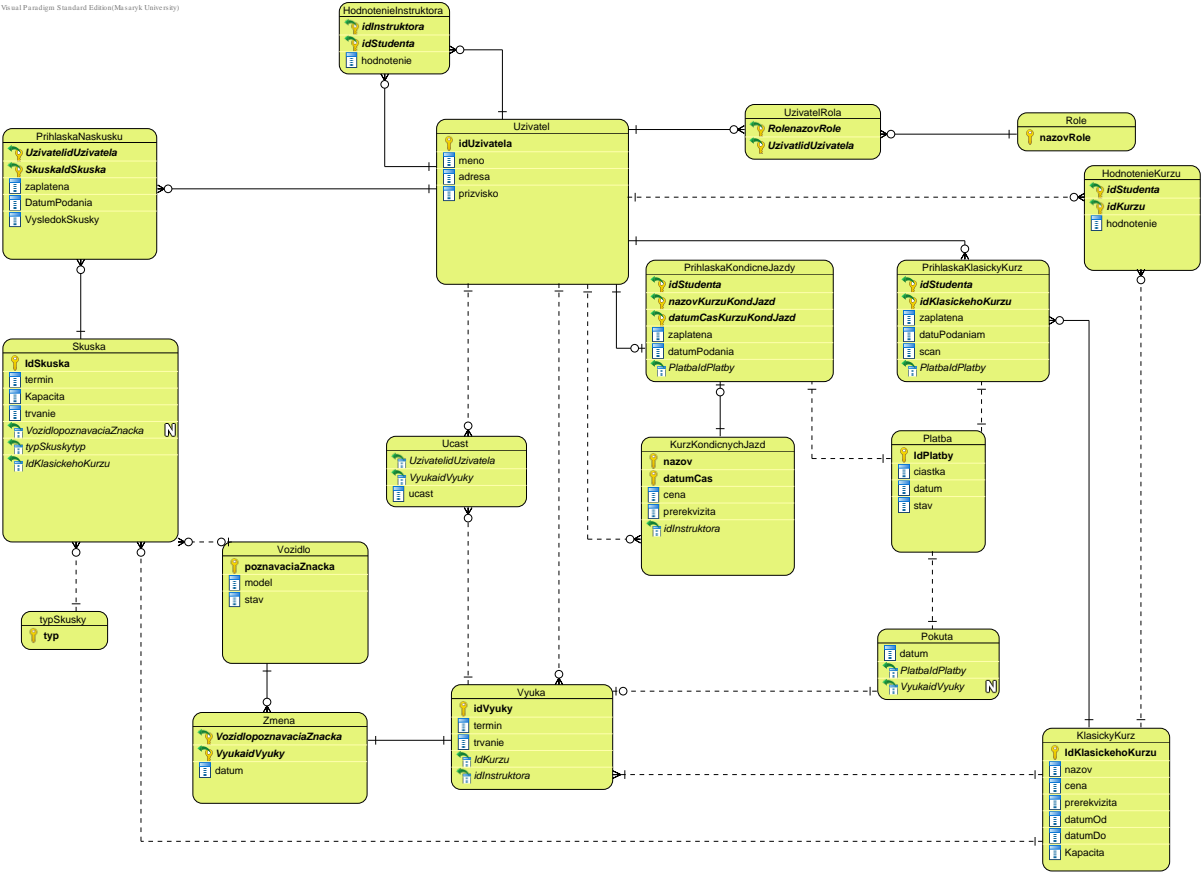 Visual Paradigm Standard Edition(Masaryk University)
HodnotenieInstruktora
idInstruktora
idStudenta
hodnotenie
PrihlaskaNaskusku
UzivatelidUzivatela
SkuskaIdSkuska
zaplatena
DatumPodania
VysledokSkusky
Uzivatel
idUzivatela
meno
adresa
prizvisko
UzivatelRola
RolenazovRole
UzivatlidUzivatela
Role
nazovRole
HodnotenieKurzu
idStudenta
idKurzu
hodnotenie
PrihlaskaKondicneJazdy
idStudenta
nazovKurzuKondJazd
datumCasKurzuKondJazd
zaplatena
datumPodania
PlatbaIdPlatby
PrihlaskaKlasickyKurz
idStudenta
idKlasickehoKurzu
zaplatena
datuPodaniam
scan
PlatbaIdPlatby
Skuska
IdSkuska
termin
Kapacita
trvanie
VozidlopoznavaciaZnacka N
typSkuskytyp
IdKlasickehoKurzu
Ucast
UzivatelidUzivatela
VyukaidVyuky
ucast
KurzKondicnychJazd
nazov
datumCas
cena
prerekvizita
idInstruktora
Platba
IdPlatby
ciastka
datum
stav
Vozidlo
poznavaciaZnacka
model
stav
typSkusky
typ
Pokuta
datum
PlatbaIdPlatby
VyukaidVyuky N
Zmena
VozidlopoznavaciaZnacka
VyukaidVyuky
datum
Vyuka
idVyuky
termin
trvanie
IdKurzu
idInstruktora
KlasickyKurz
IdKlasickehoKurzu
nazov
cena
prerekvizita
datumOd
datumDo
Kapacita